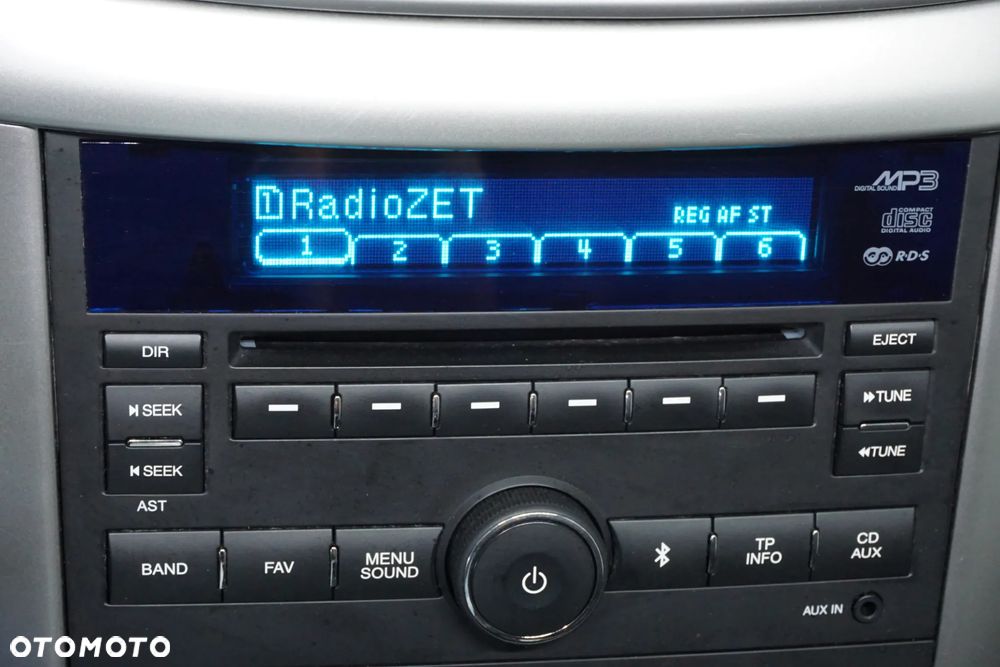 1 RadioZET
REG AF ST
1 2 3 4 5 6
DIGITAL SOUND MP3
COMPACT
disc
DIGITAL AUDIO
R·D·S
DIR
EJECT
SEEK
TUNE
SEEK
TUNE
AST
BAND
FAV
MENU
SOUND
TP
INFO
CD
AUX
AUX IN
OTOMOTO